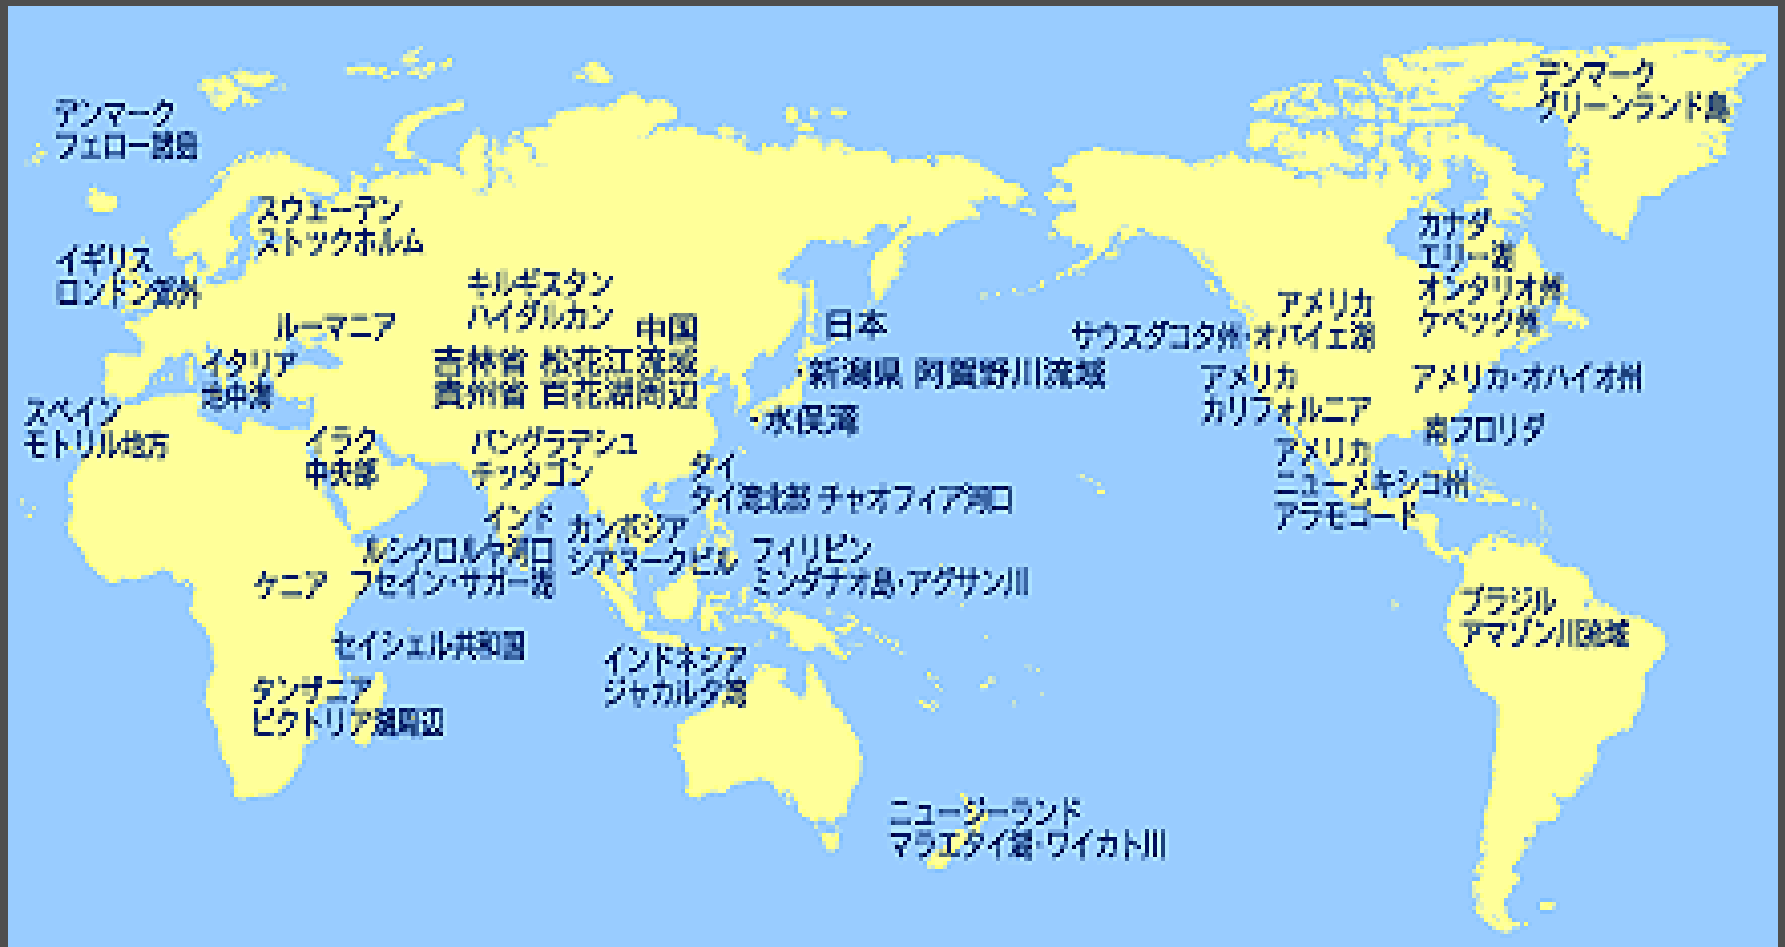 デンマーク
フェロー諸島
デンマーク
グリーンランド島
スウェーデン
ストックホルム
イギリス
ロンドン郊外
カナダ
エリー湖
オンタリオ州
ケベック州
キルギスタン
ハイダルカン
ルーマニア
中国
吉林省 松花江流域
貴州省 百花湖周辺
日本
新潟県 阿賀野川流域
水俣湾
アメリカ
サウスダコタ州・オバイェ湖
イタリア
地中海
アメリカ
カリフォルニア
アメリカ・オハイオ州
南フロリダ
スペイン
モトリル地方
イラク
中央部
バングラデシュ
テッタゴン
アメリカ
ニューメキシコ州
アラモゴード
タイ
タイ湾北部 チャオフィア河口
インド
ルシクロルヤ河口
フセイン・サガー湖
カンボジア
シアヌークビル
フィリピン
ミンダナオ島・アグサン川
ケニア
ブラジル
アマゾン川流域
セイシェル共和国
インドネシア
ジャカルタ湾
タンザニア
ビクトリア湖周辺
ニュージーランド
マラエタイ湖・ワイカト川